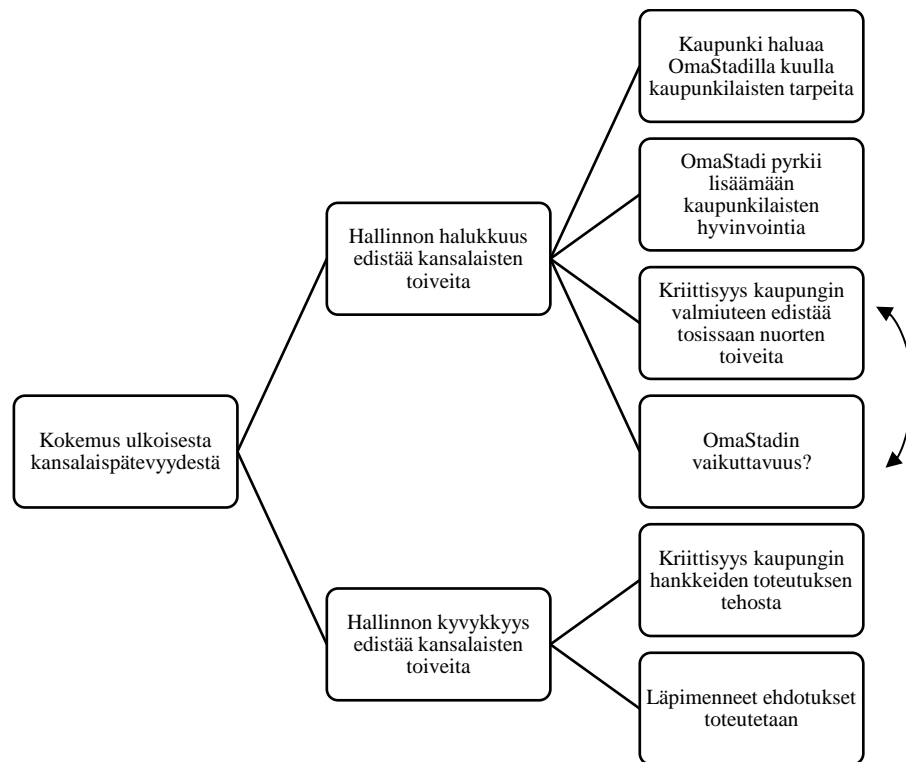 Kaupunki haluaa
OmaStadilla kuulla
kaupunkilaisten tarpeita
OmaStadi pyrkii
lisäämään
kaupunkilaisten
hyvinvointia
Hallinnon halukkuus
edistää kansalaisten
toiveita
Kriittisyys kaupungin
valmiuteen edistää
tosissaan nuorten
toiveita
Kokemus ulkoisesta
kansalaispätevyydestä
OmaStadin
vaikuttavuus?
Kriittisyys kaupungin
hankkeiden toteutuksen
tehosta
Hallinnon kyvykkyys
edistää kansalaisten
toiveita
Läpimenneet ehdotukset
toteutetaan